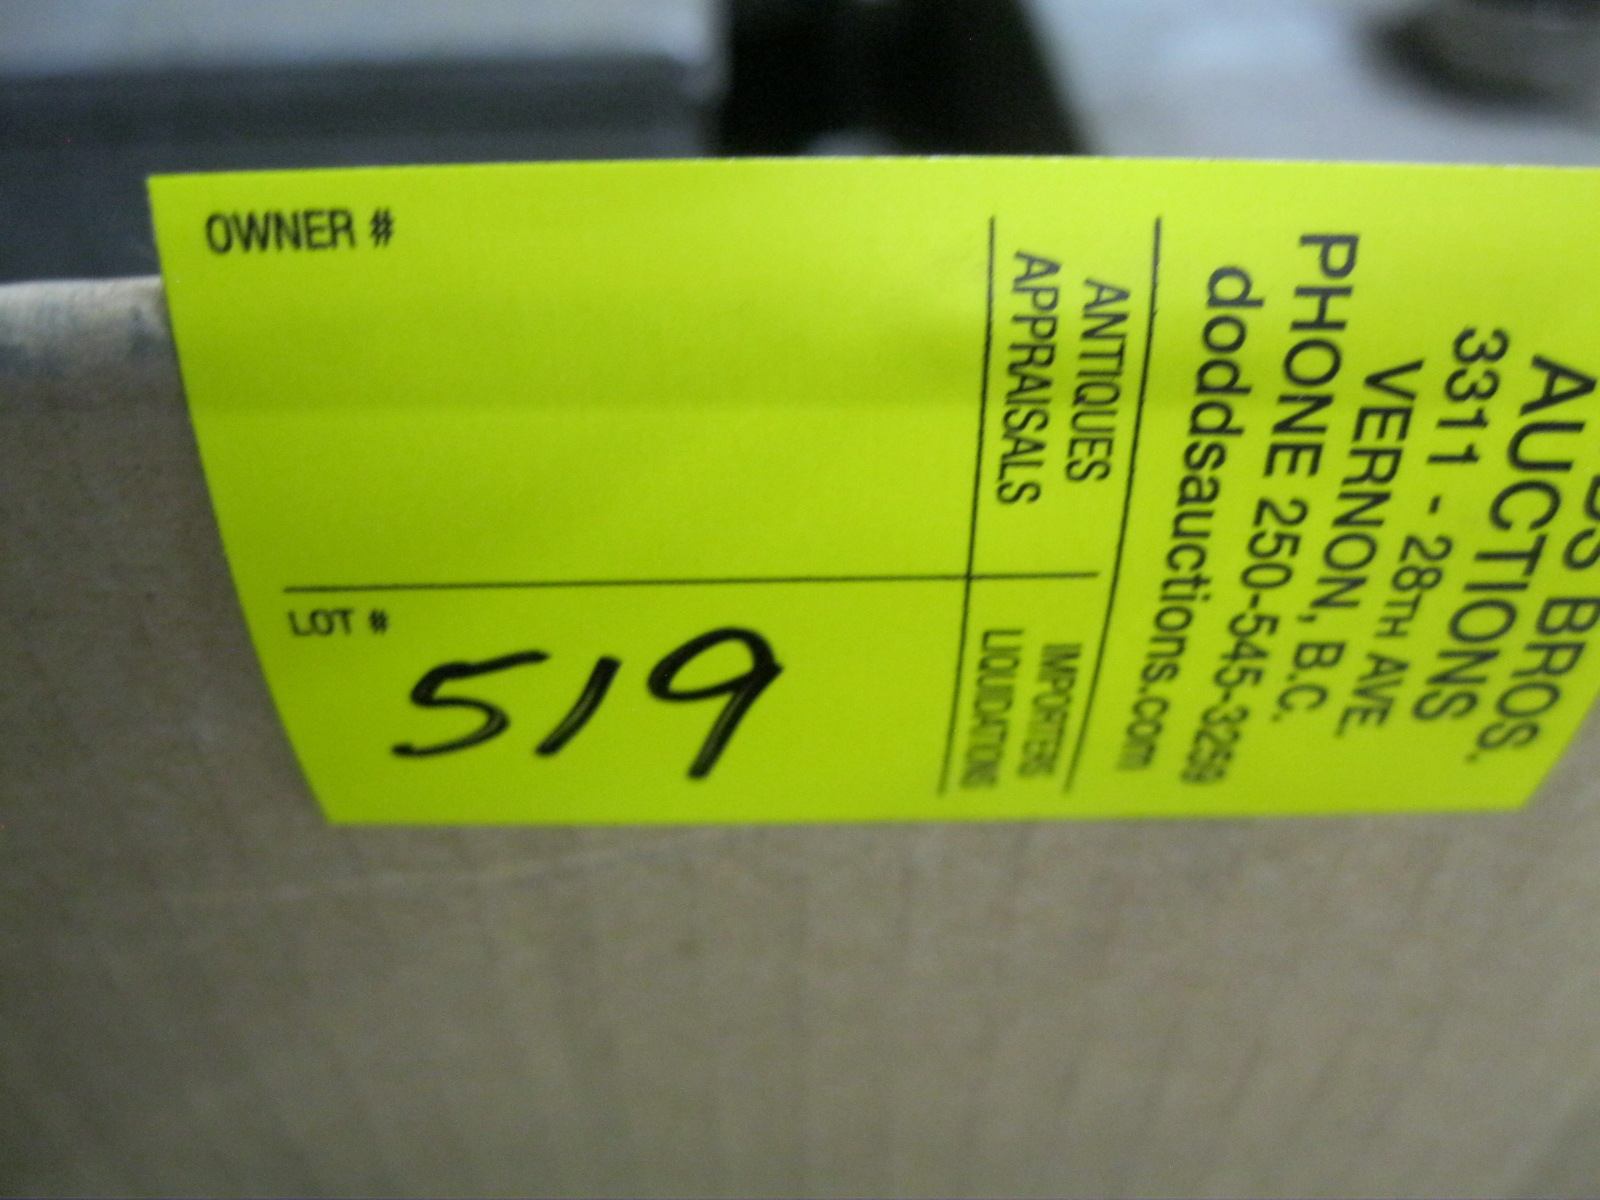 OWNER #
LOT #
519
ANTIQUES
APPRAISALS
IMPORTERS
LIQUIDATIONS
BROS.
AUCTIONS
3311 - 28TH AVE.
VERNON, B.C.
PHONE 250-545-3259
doddsauctions.com